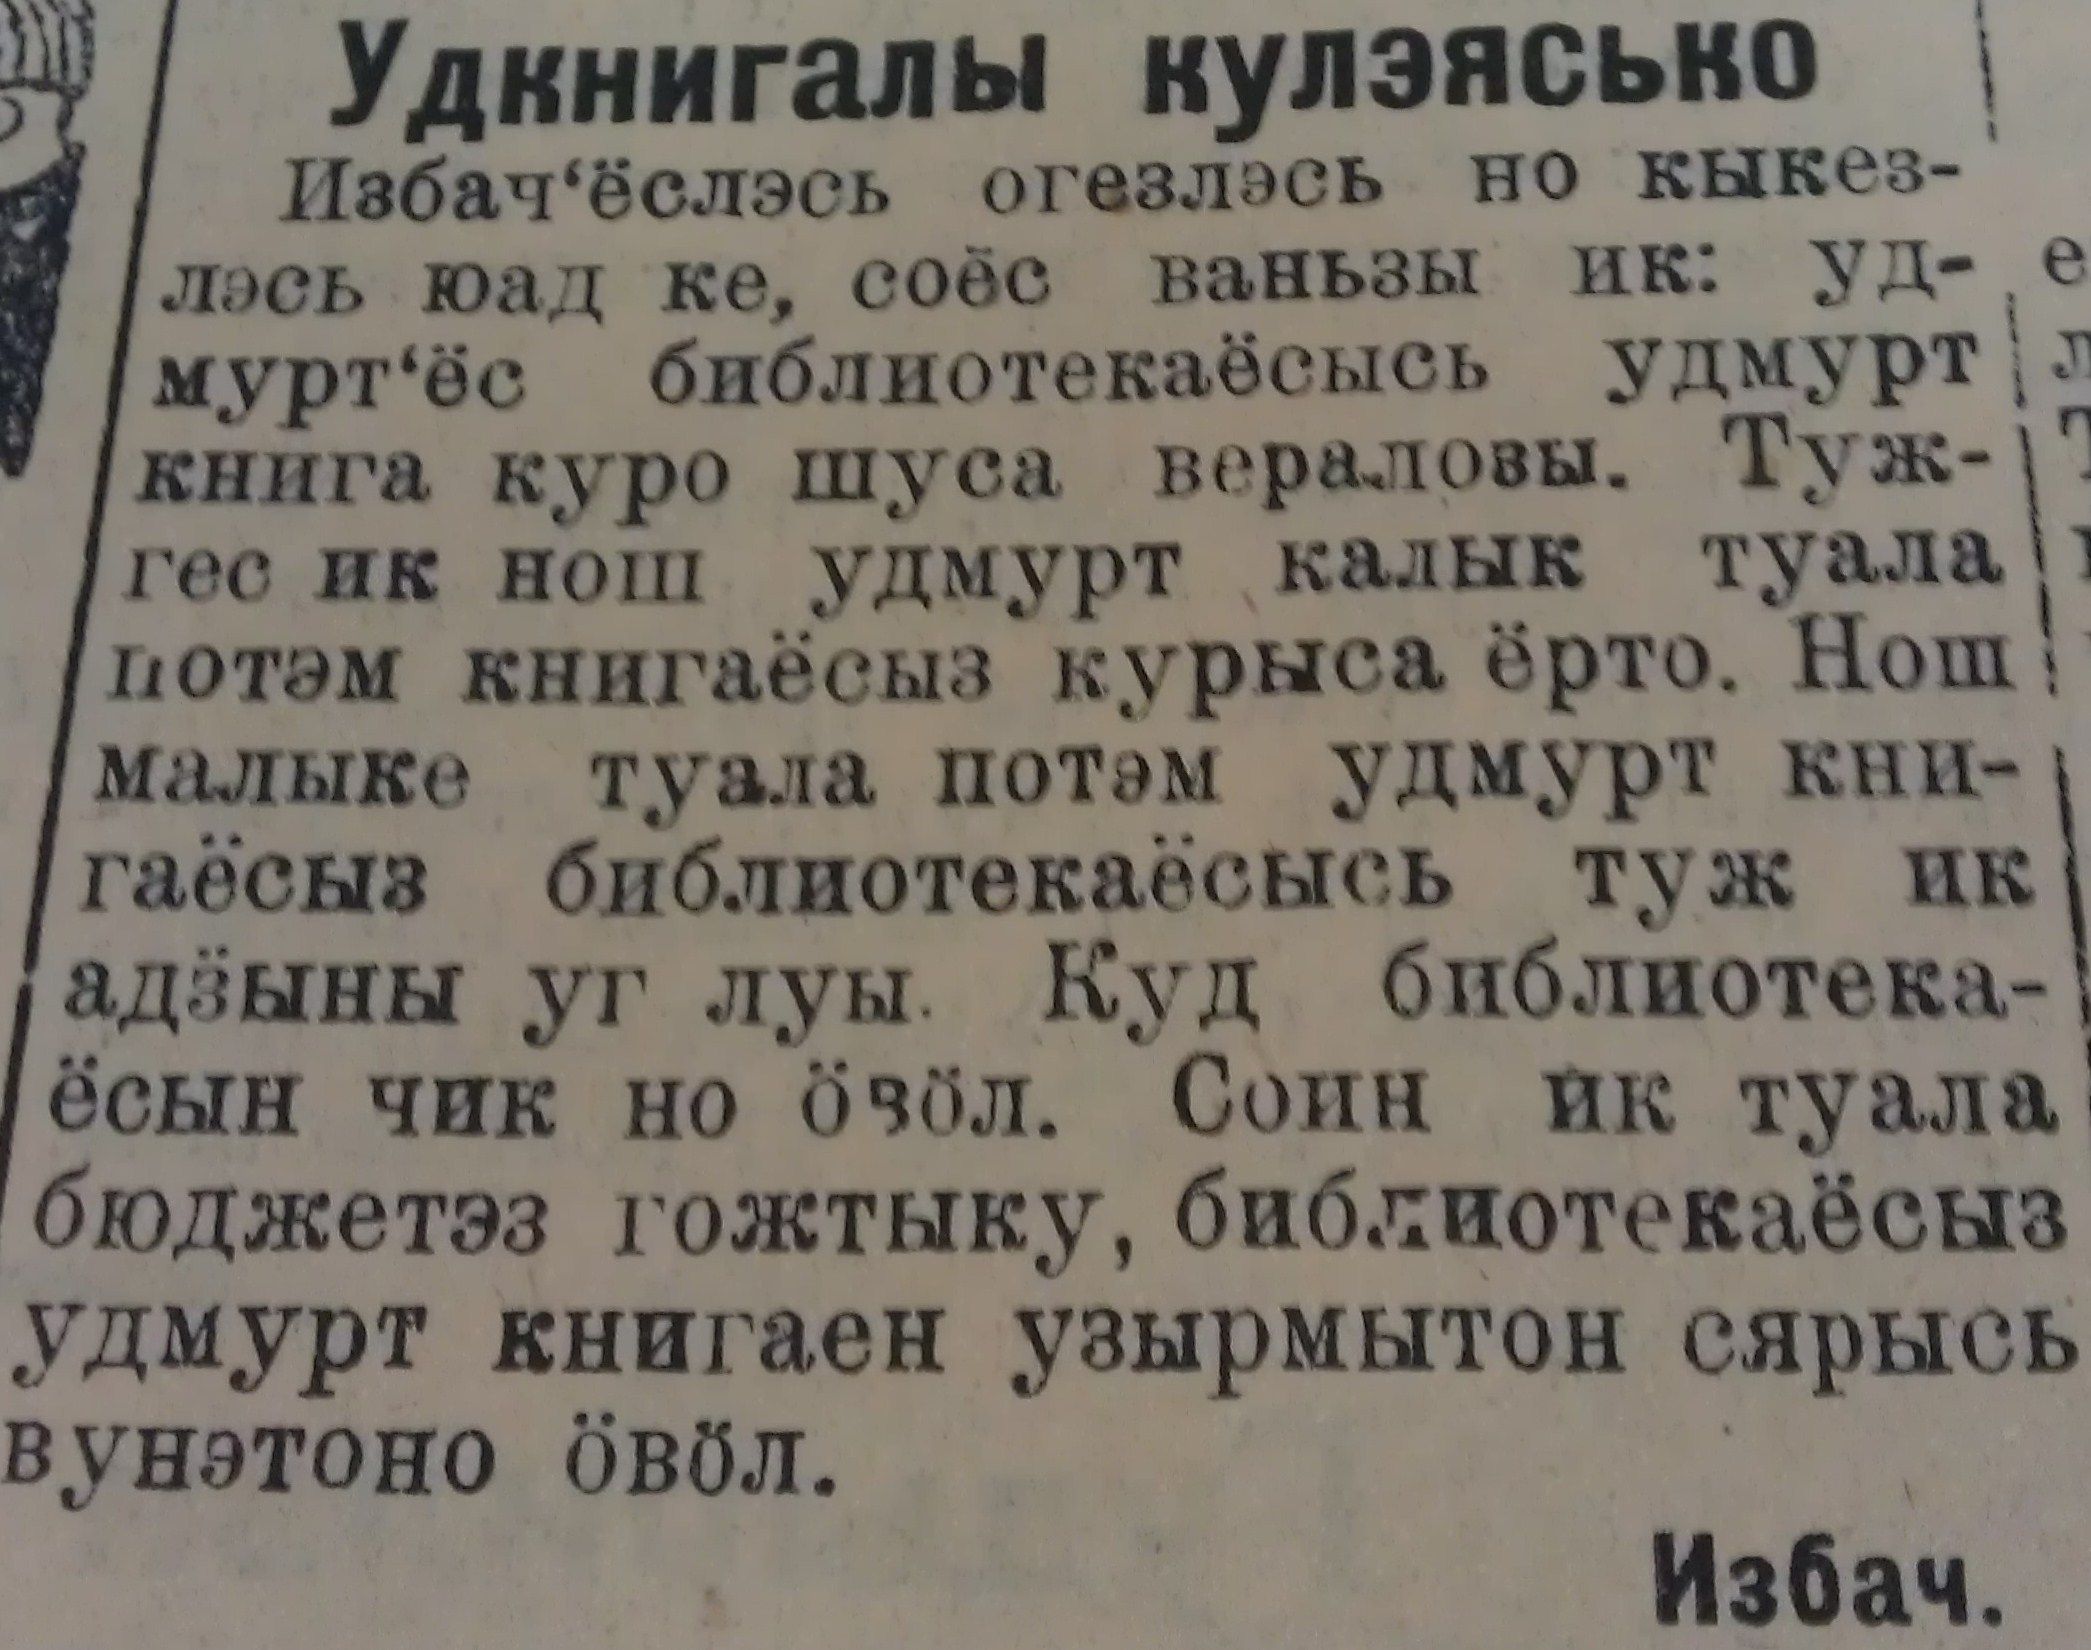 Удкнигалы кулэясько
Избач‘ёслэсь огезлэсь но кыкез-
лэсь юад ке, соёс ваньзы ик: уд-
мурт‘ёс библиотекаёсысь удмурт
книга куро шуса вералозы. Туж-
гес ик нош удмурт калык туала
потэм книгаёсыз курыса ёрто. Нош
малыке туала потэм удмурт кни-
гаёсыз библиотекаёсысь туж ик
адӟыны уг луы. Куд библиотека-
ёсын чик но ӧвӧл. Соин ик туала
бюджетэз гожтыку, библиотекаёсыз
удмурт книгаен узырмытон сярысь
вунэтоно ӧвӧл.
Избач.